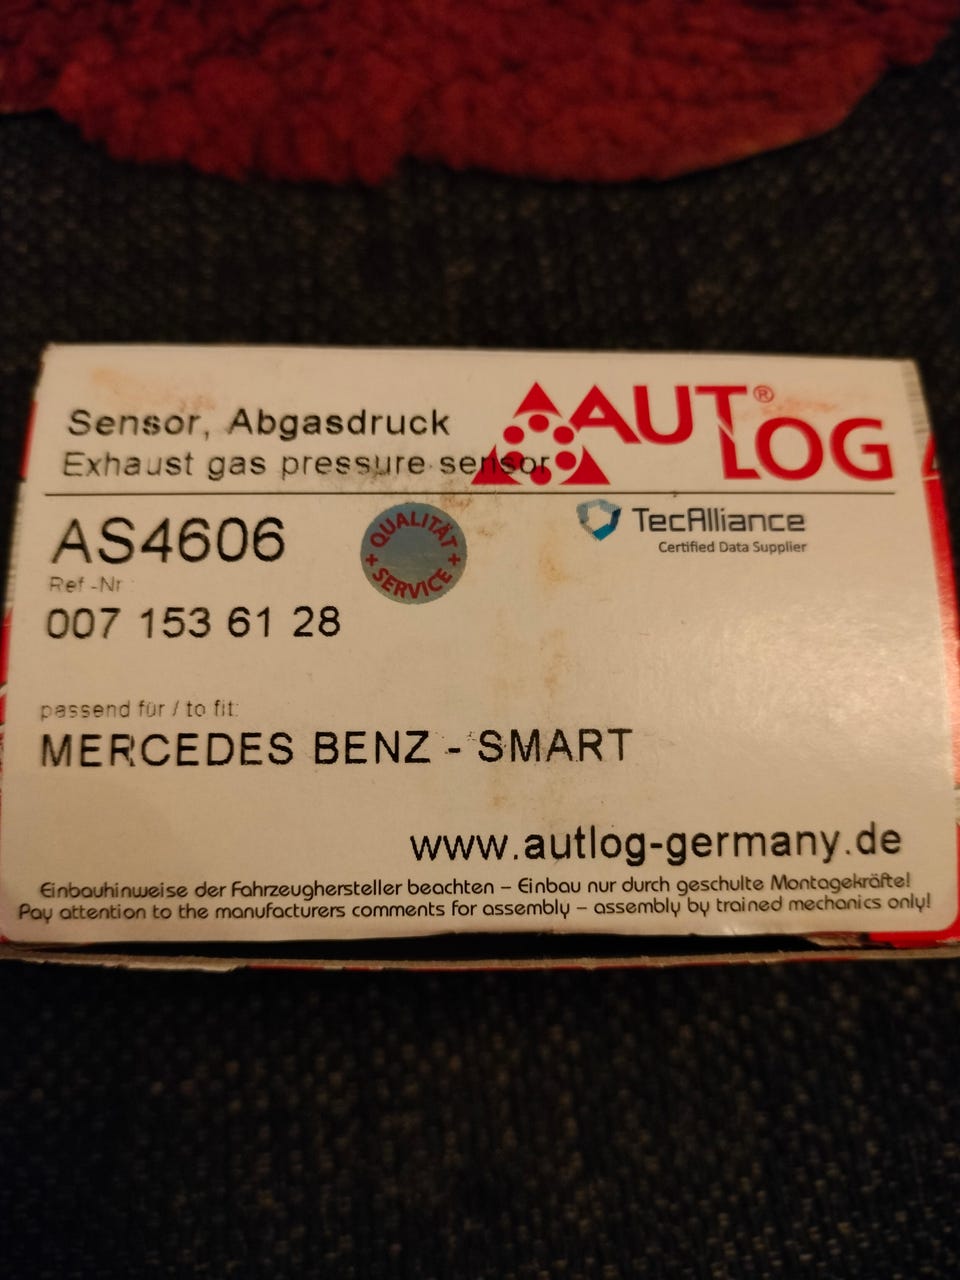 Sensor, Abgasdruck
Exhaust gas pressure sensor
AUTLOG®
AS4606
QUALITÄT + SERVICE +
TecAlliance
Certified Data Supplier
Ref.-Nr.:
007 153 61 28
passend für / to fit:
MERCEDES BENZ - SMART
www.autlog-germany.de
Einbauhinweise der Fahrzeughersteller beachten – Einbau nur durch geschulte Montagekräfte!
Pay attention to the manufacturers comments for assembly – assembly by trained mechanics only!